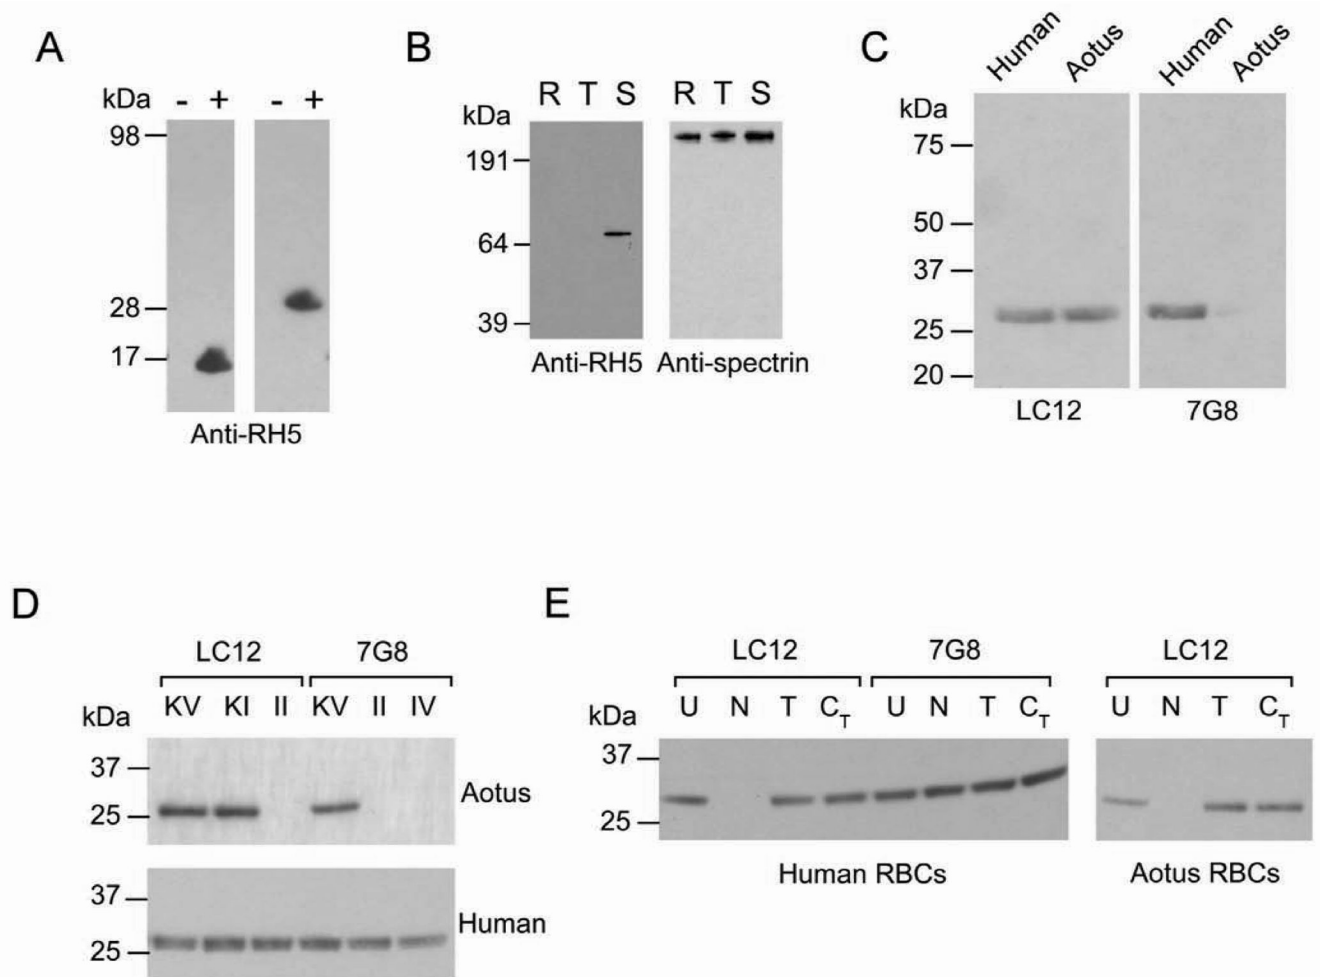 A
kDa - + - +
98
28
17
Anti-RH5
B
R T S R T S
kDa
191
64
39
Anti-RH5 Anti-spectrin
C
Human Aotus Human Aotus
kDa
75
50
37
25
20
LC12 7G8
D
LC12 7G8
KV KI II KV II IV
kDa
37
25
Aotus
37
25
Human
E
LC12 7G8 LC12
U N T CT U N T CT U N T CT
kDa
37
25
Human RBCs Aotus RBCs